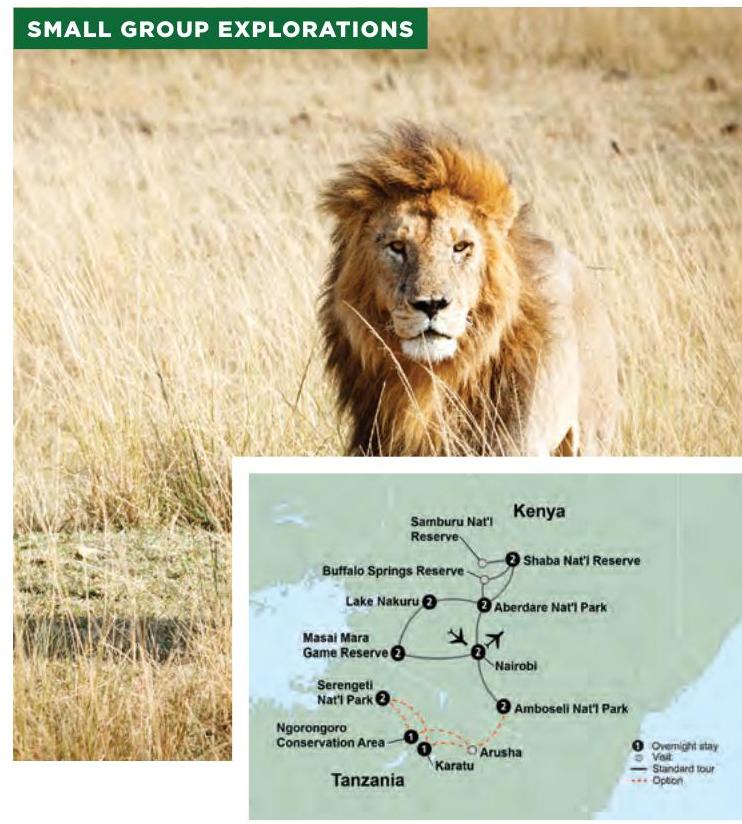 SMALL GROUP EXPLORATIONS
Kenya
Samburu Nat'l
Reserve
Shaba Nat'l Reserve
Buffalo Springs Reserve
2
Lake Nakuru
2
2
Aberdare Nat'l Park
Masai Mara
Game Reserve
2
2
Nairobi
Serengeti
Nat'l Park
2
2
Amboseli Nat'l Park
Ngorongoro
Conservation Area
1
1
Arusha
Karatu
Tanzania
1 Overnight stay
Visit
Standard tour
Option